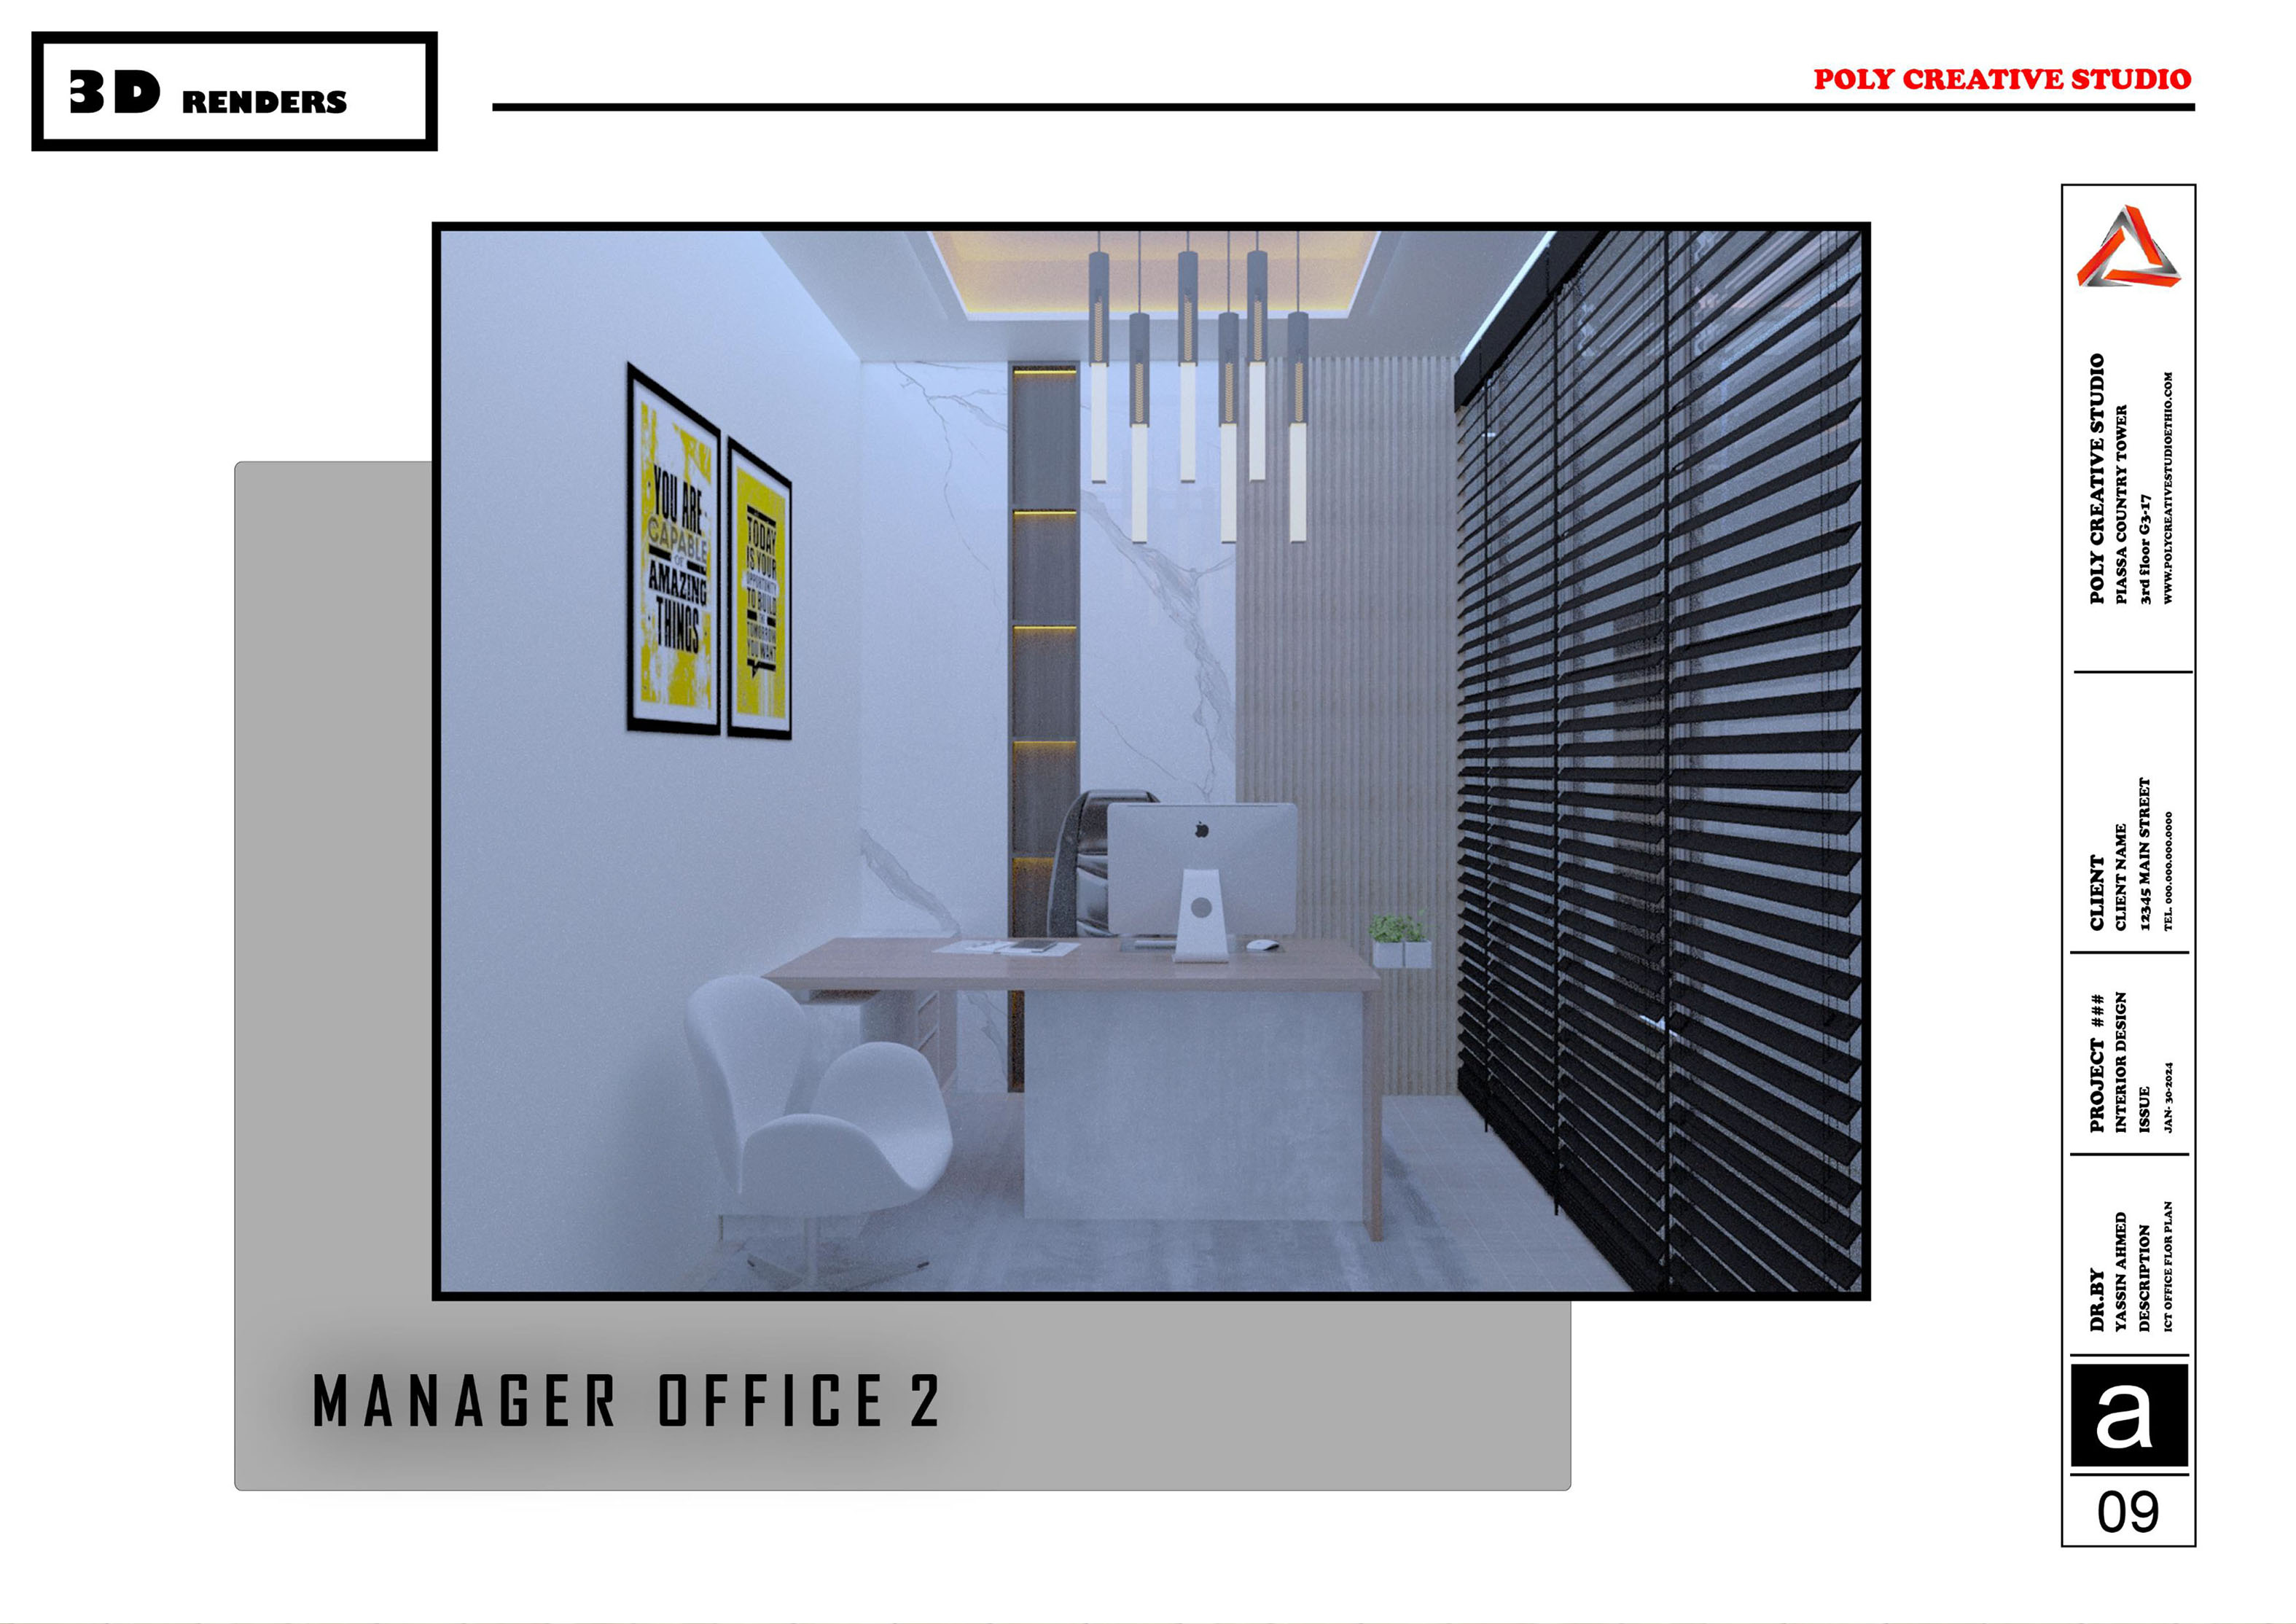 3D RENDERS
POLY CREATIVE STUDIO
YOU ARE
CAPABLE
OF
AMAZING
THINGS
TODAY
IS YOUR
OPPORTUNITY
TO BUILD
THE
TOMORROW
YOU WANT
MANAGER OFFICE 2
POLY CREATIVE STUDIO
PIASSA COUNTRY TOWER
3rd floor G3-17
WWW.POLYCREATIVESTUDIOETHIO.COM
CLIENT
CLIENT NAME
12345 MAIN STREET
TEL. 000.000.000.0000
PROJECT ###
INTERIOR DESIGN
ISSUE
JAN- 30-2024
DR.BY
YASSIN AHMED
DESCRIPTION
ICT OFFICE FLOR PLAN
a
09